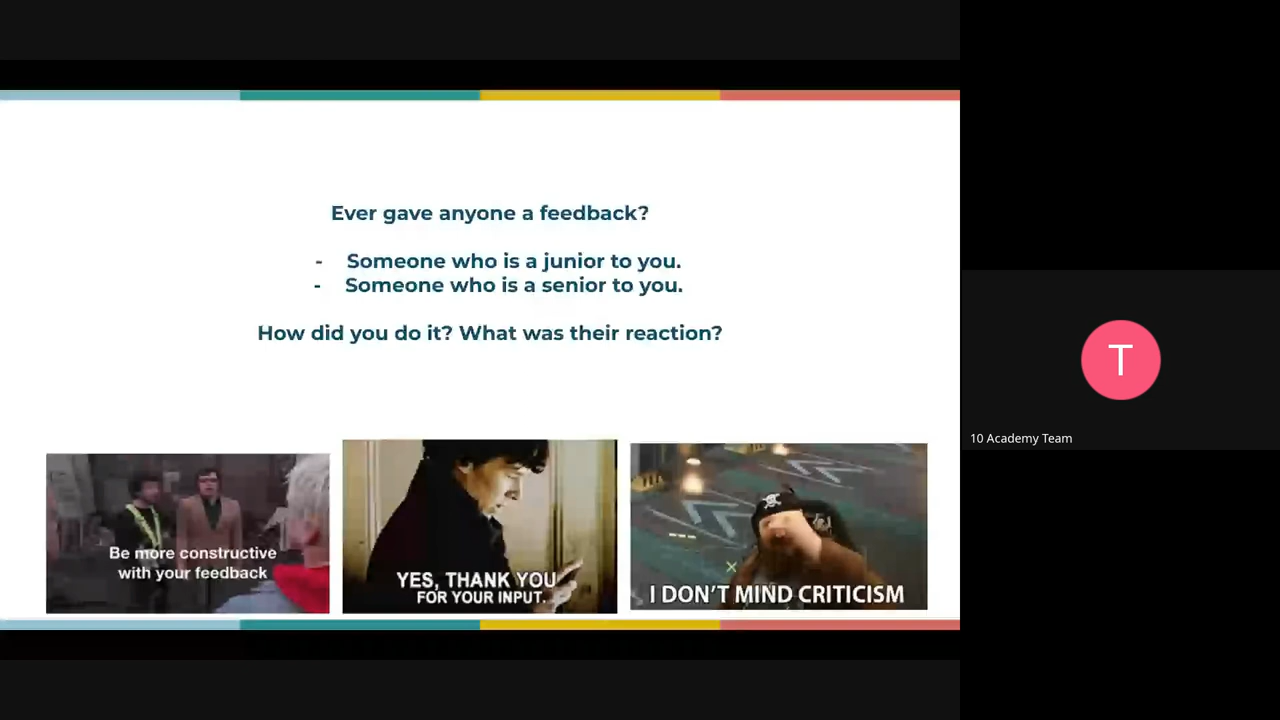 Ever gave anyone a feedback?
- Someone who is a junior to you.
- Someone who is a senior to you.
How did you do it? What was their reaction?
Be more constructive
with your feedback
YES, THANK YOU
FOR YOUR INPUT.
I DON'T MIND CRITICISM
T
10 Academy Team